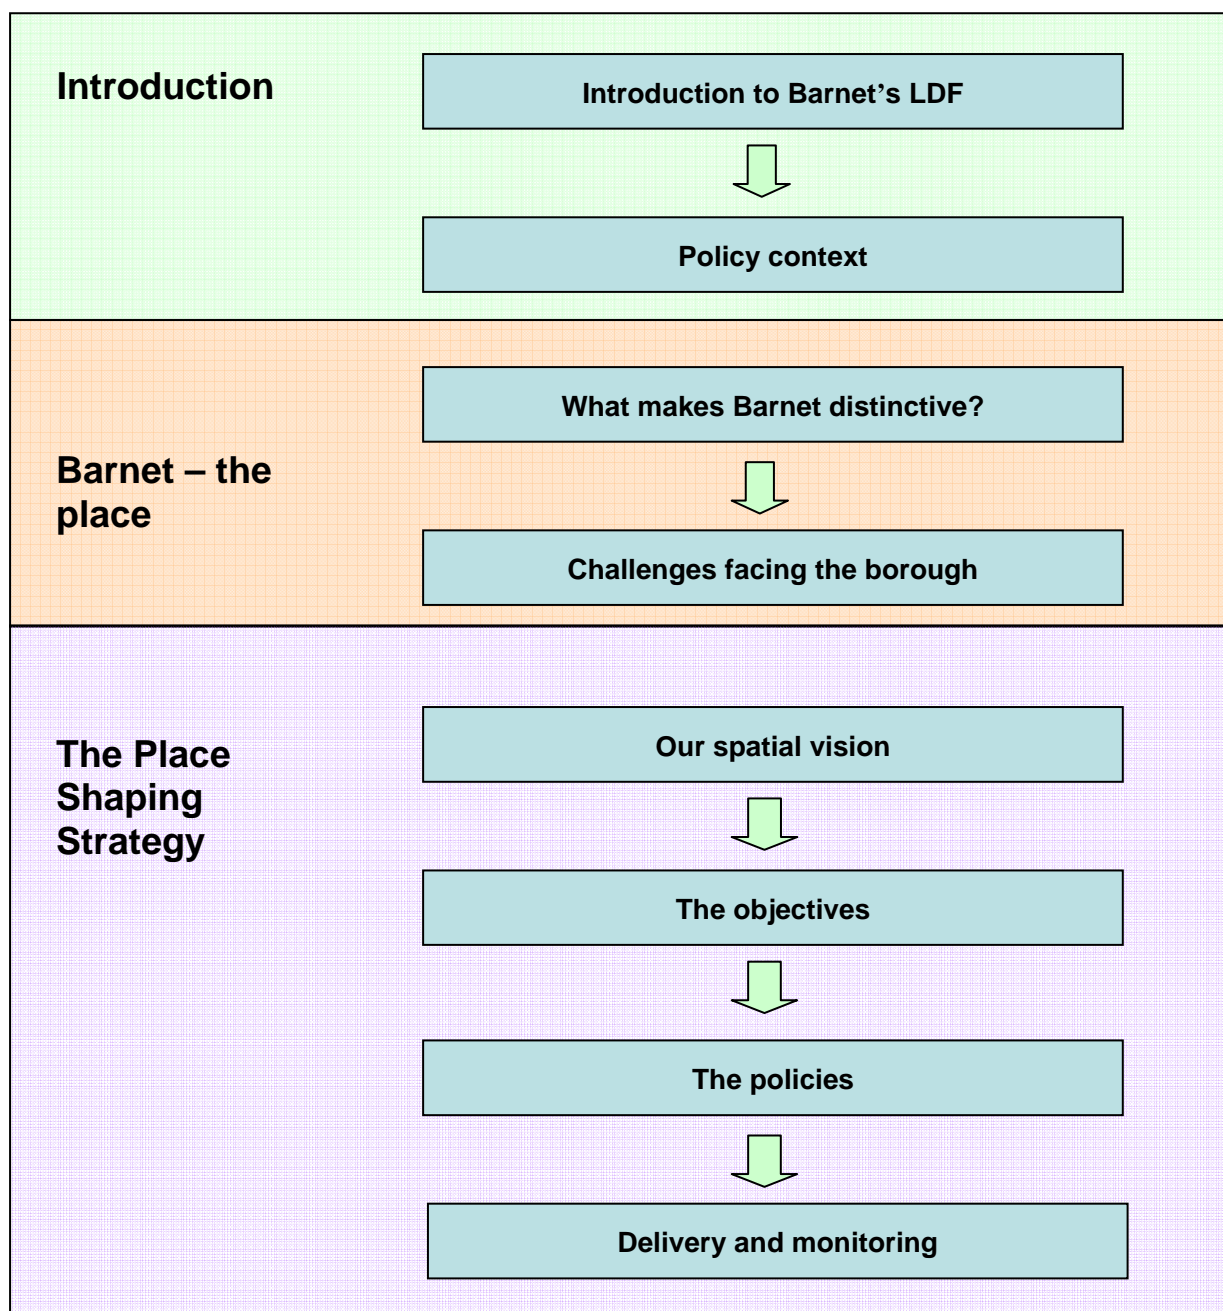 Introduction
Introduction to Barnet’s LDF
Policy context
Barnet – the
place
What makes Barnet distinctive?
Challenges facing the borough
The Place
Shaping
Strategy
Our spatial vision
The objectives
The policies
Delivery and monitoring